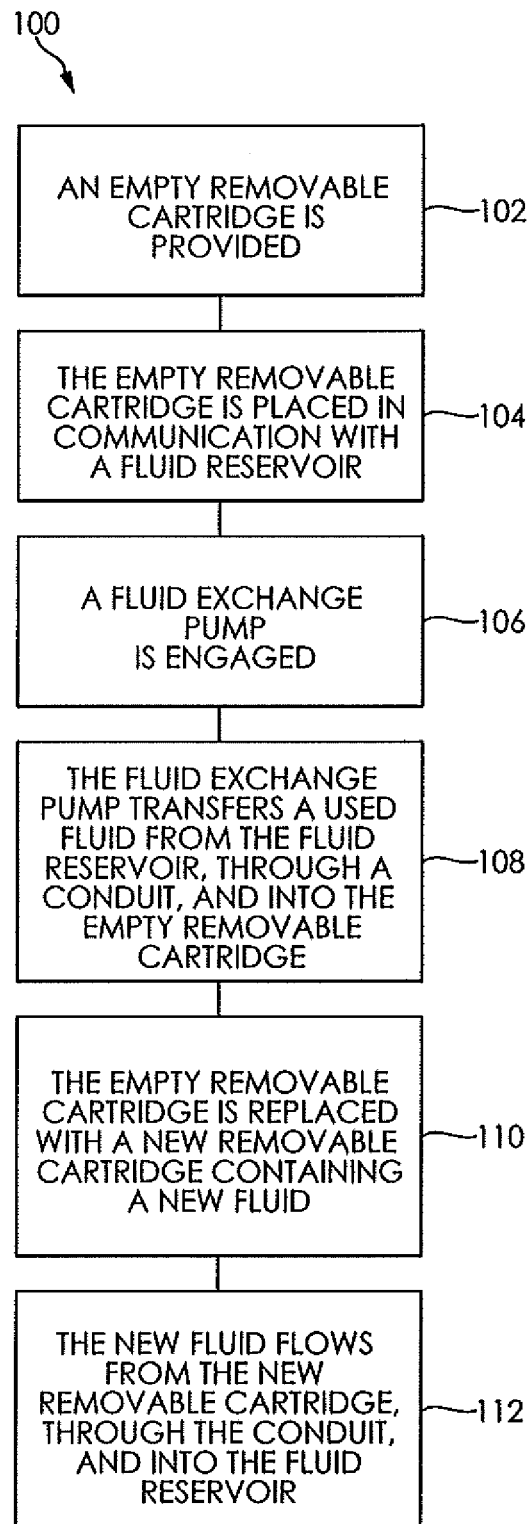 100
AN EMPTY REMOVABLE
CARTRIDGE IS
PROVIDED
102
THE EMPTY REMOVABLE
CARTRIDGE IS PLACED IN
COMMUNICATION WITH
A FLUID RESERVOIR
104
A FLUID EXCHANGE
PUMP
IS ENGAGED
106
THE FLUID EXCHANGE
PUMP TRANSFERS A USED
FLUID FROM THE FLUID
RESERVOIR, THROUGH A
CONDUIT, AND INTO THE
EMPTY REMOVABLE
CARTRIDGE
108
THE EMPTY REMOVABLE
CARTRIDGE IS REPLACED
WITH A NEW REMOVABLE
CARTRIDGE CONTAINING
A NEW FLUID
110
THE NEW FLUID FLOWS
FROM THE NEW
REMOVABLE CARTRIDGE,
THROUGH THE CONDUIT,
AND INTO THE FLUID
RESERVOIR
112